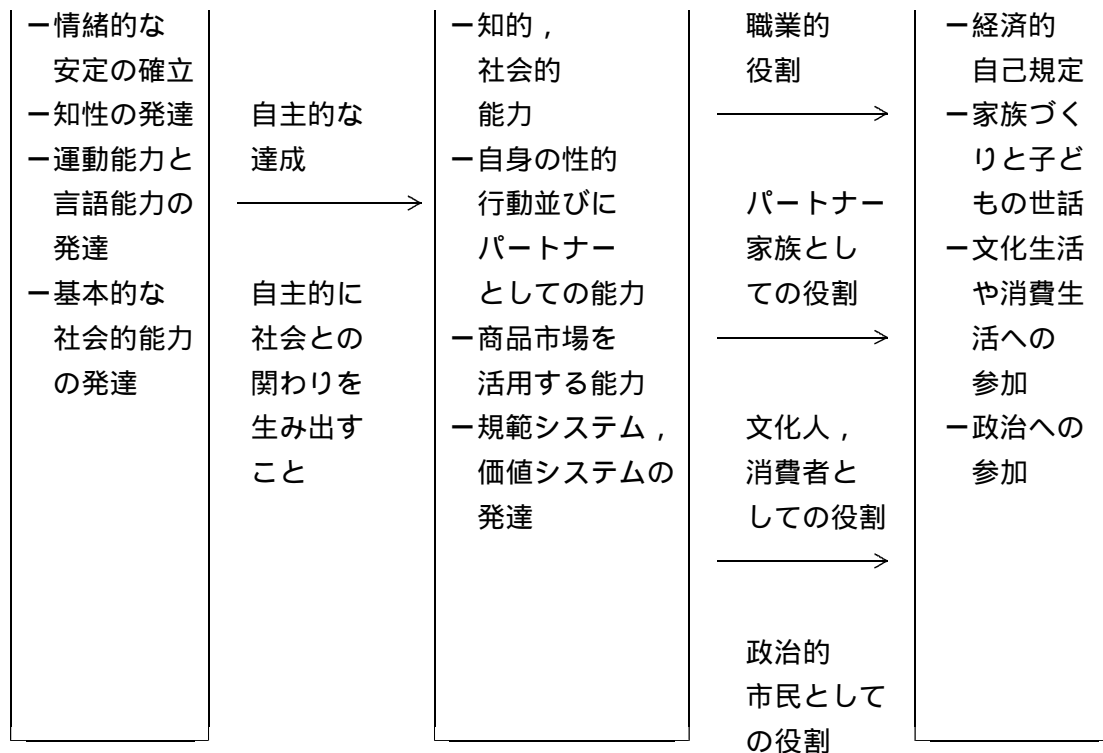 ー情緒的な
安定の確立
ー知性の発達
ー運動能力と
言語能力の
発達
ー基本的な
社会的能力
の発達
自主的な
達成
自主的に
社会との
関わりを
生み出す
こと
ー知的，
社会的
能力
ー自身の性的
行動並びに
パートナー
としての能力
ー商品市場を
活用する能力
ー規範システム，
価値システムの
発達
職業的
役割
パートナー
家族とし
ての役割
文化人，
消費者と
しての役割
政治的
市民として
の役割
ー経済的
自己規定
ー家族づく
りと子ど
もの世話
ー文化生活
や消費生
活への
参加
ー政治への
参加